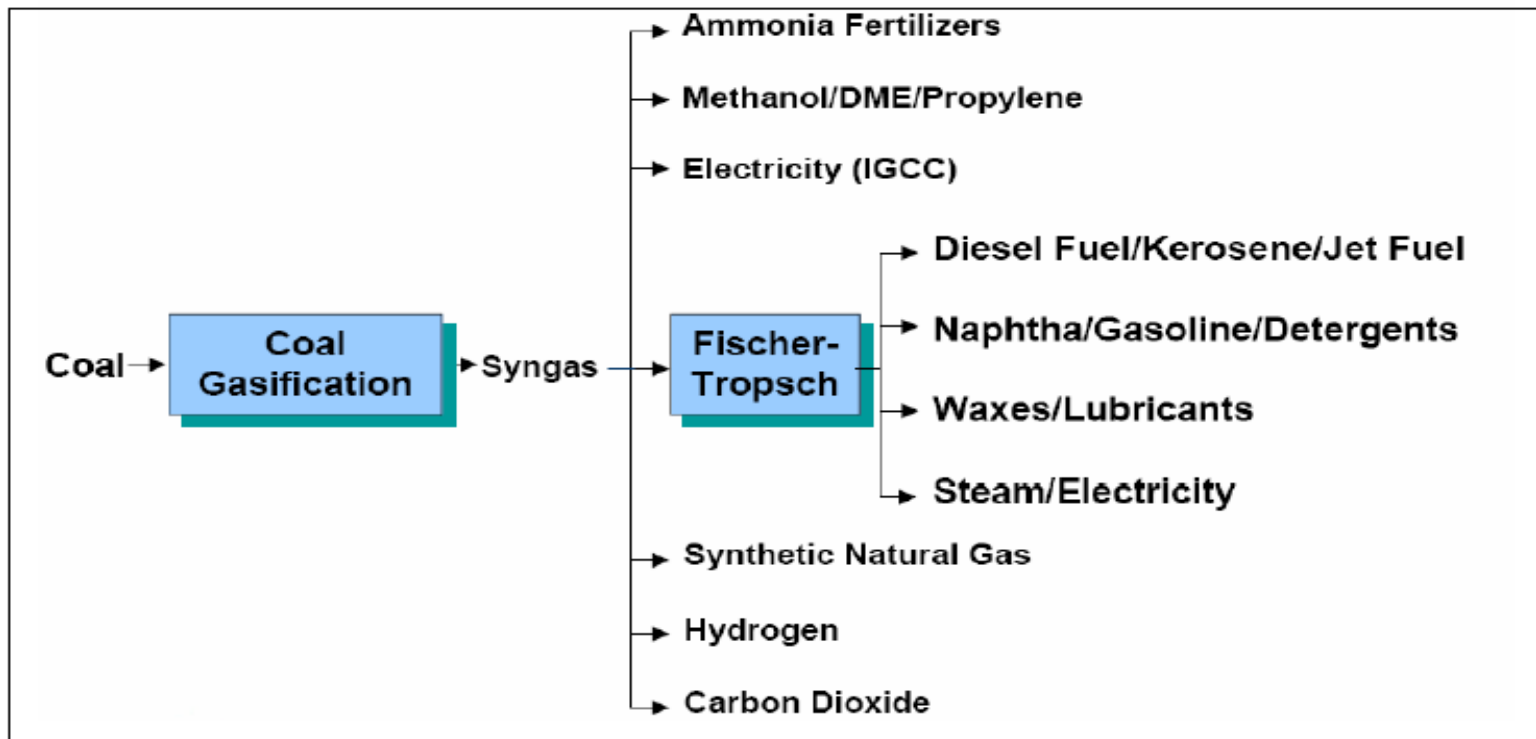 Ammonia Fertilizers
Methanol/DME/Propylene
Electricity (IGCC)
Diesel Fuel/Kerosene/Jet Fuel
Naphtha/Gasoline/Detergents
Waxes/Lubricants
Steam/Electricity
Coal
Coal
Gasification
Syngas
Fischer-
Tropsch
Synthetic Natural Gas
Hydrogen
Carbon Dioxide